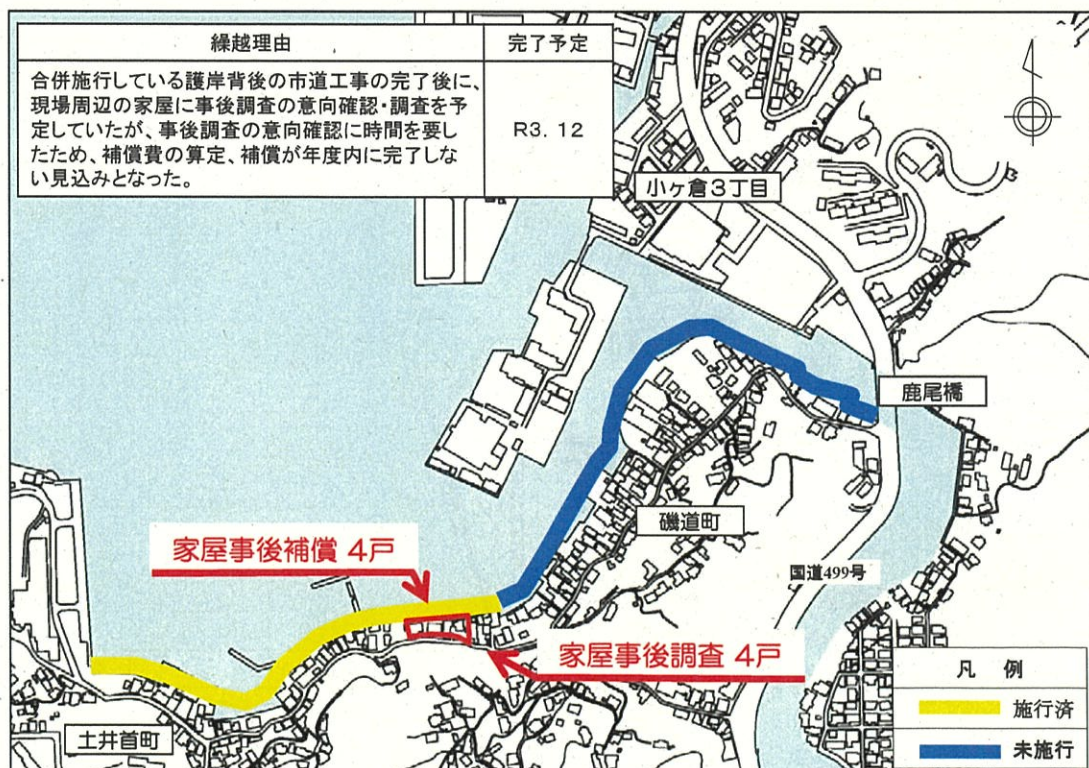 繰越理由
完了予定
合併施行している護岸背後の市道工事の完了後に、
現場周辺の家屋に事後調査の意向確認・調査を予
定していたが、事後調査の意向確認に時間を要し
たため、補償費の算定、補償が年度内に完了しな
い見込みとなった。
R3. 12
小ヶ倉3丁目
鹿尾橋
磯道町
国道499号
家屋事後補償 4戸
家屋事後調査 4戸
土井首町
凡 例
施行済
未施行